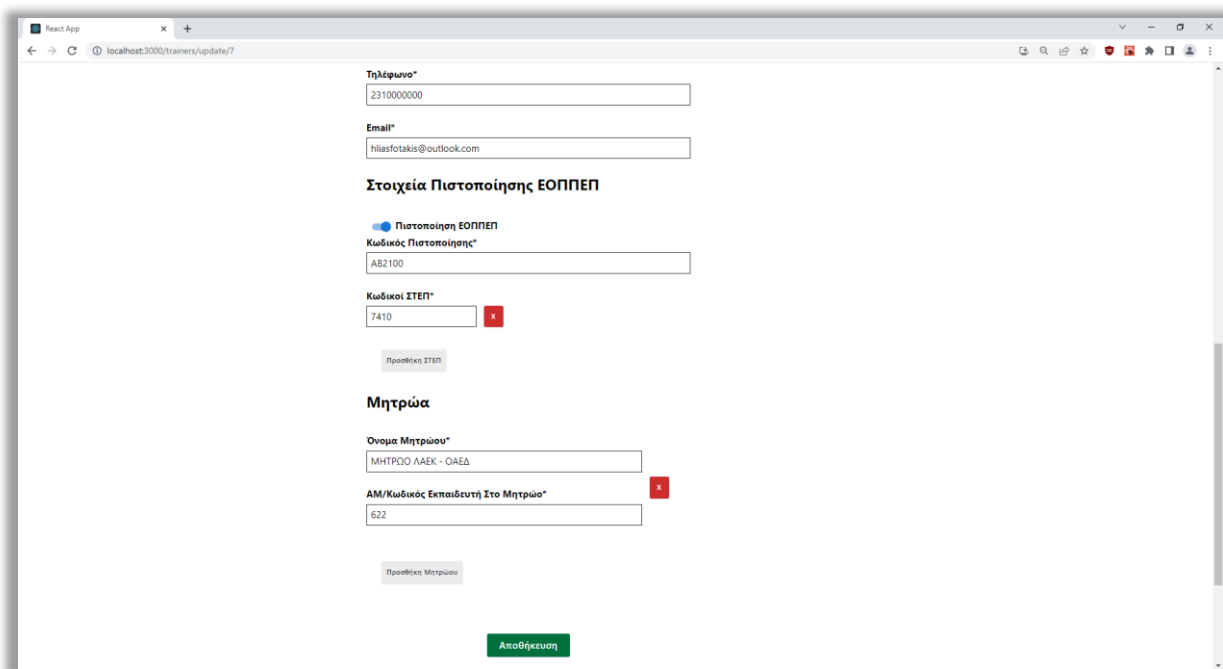 React App
localhost:3000/trainers/update/7
Τηλέφωνο*
2310000000
Email*
hliasfotakis@outlook.com
Στοιχεία Πιστοποίησης ΕΟΠΠΕΠ
Πιστοποίηση ΕΟΠΠΕΠ
Κωδικός Πιστοποίησης*
AB2100
Κωδικοί ΣΤΕΠ*
7410
x
Προσθήκη ΣΤΕΠ
Μητρώα
Όνομα Μητρώου*
ΜΗΤΡΩΟ ΛΑΕΚ - ΟΑΕΔ
x
ΑΜ/Κωδικός Εκπαιδευτή Στο Μητρώο*
622
Προσθήκη Μητρώου
Αποθήκευση